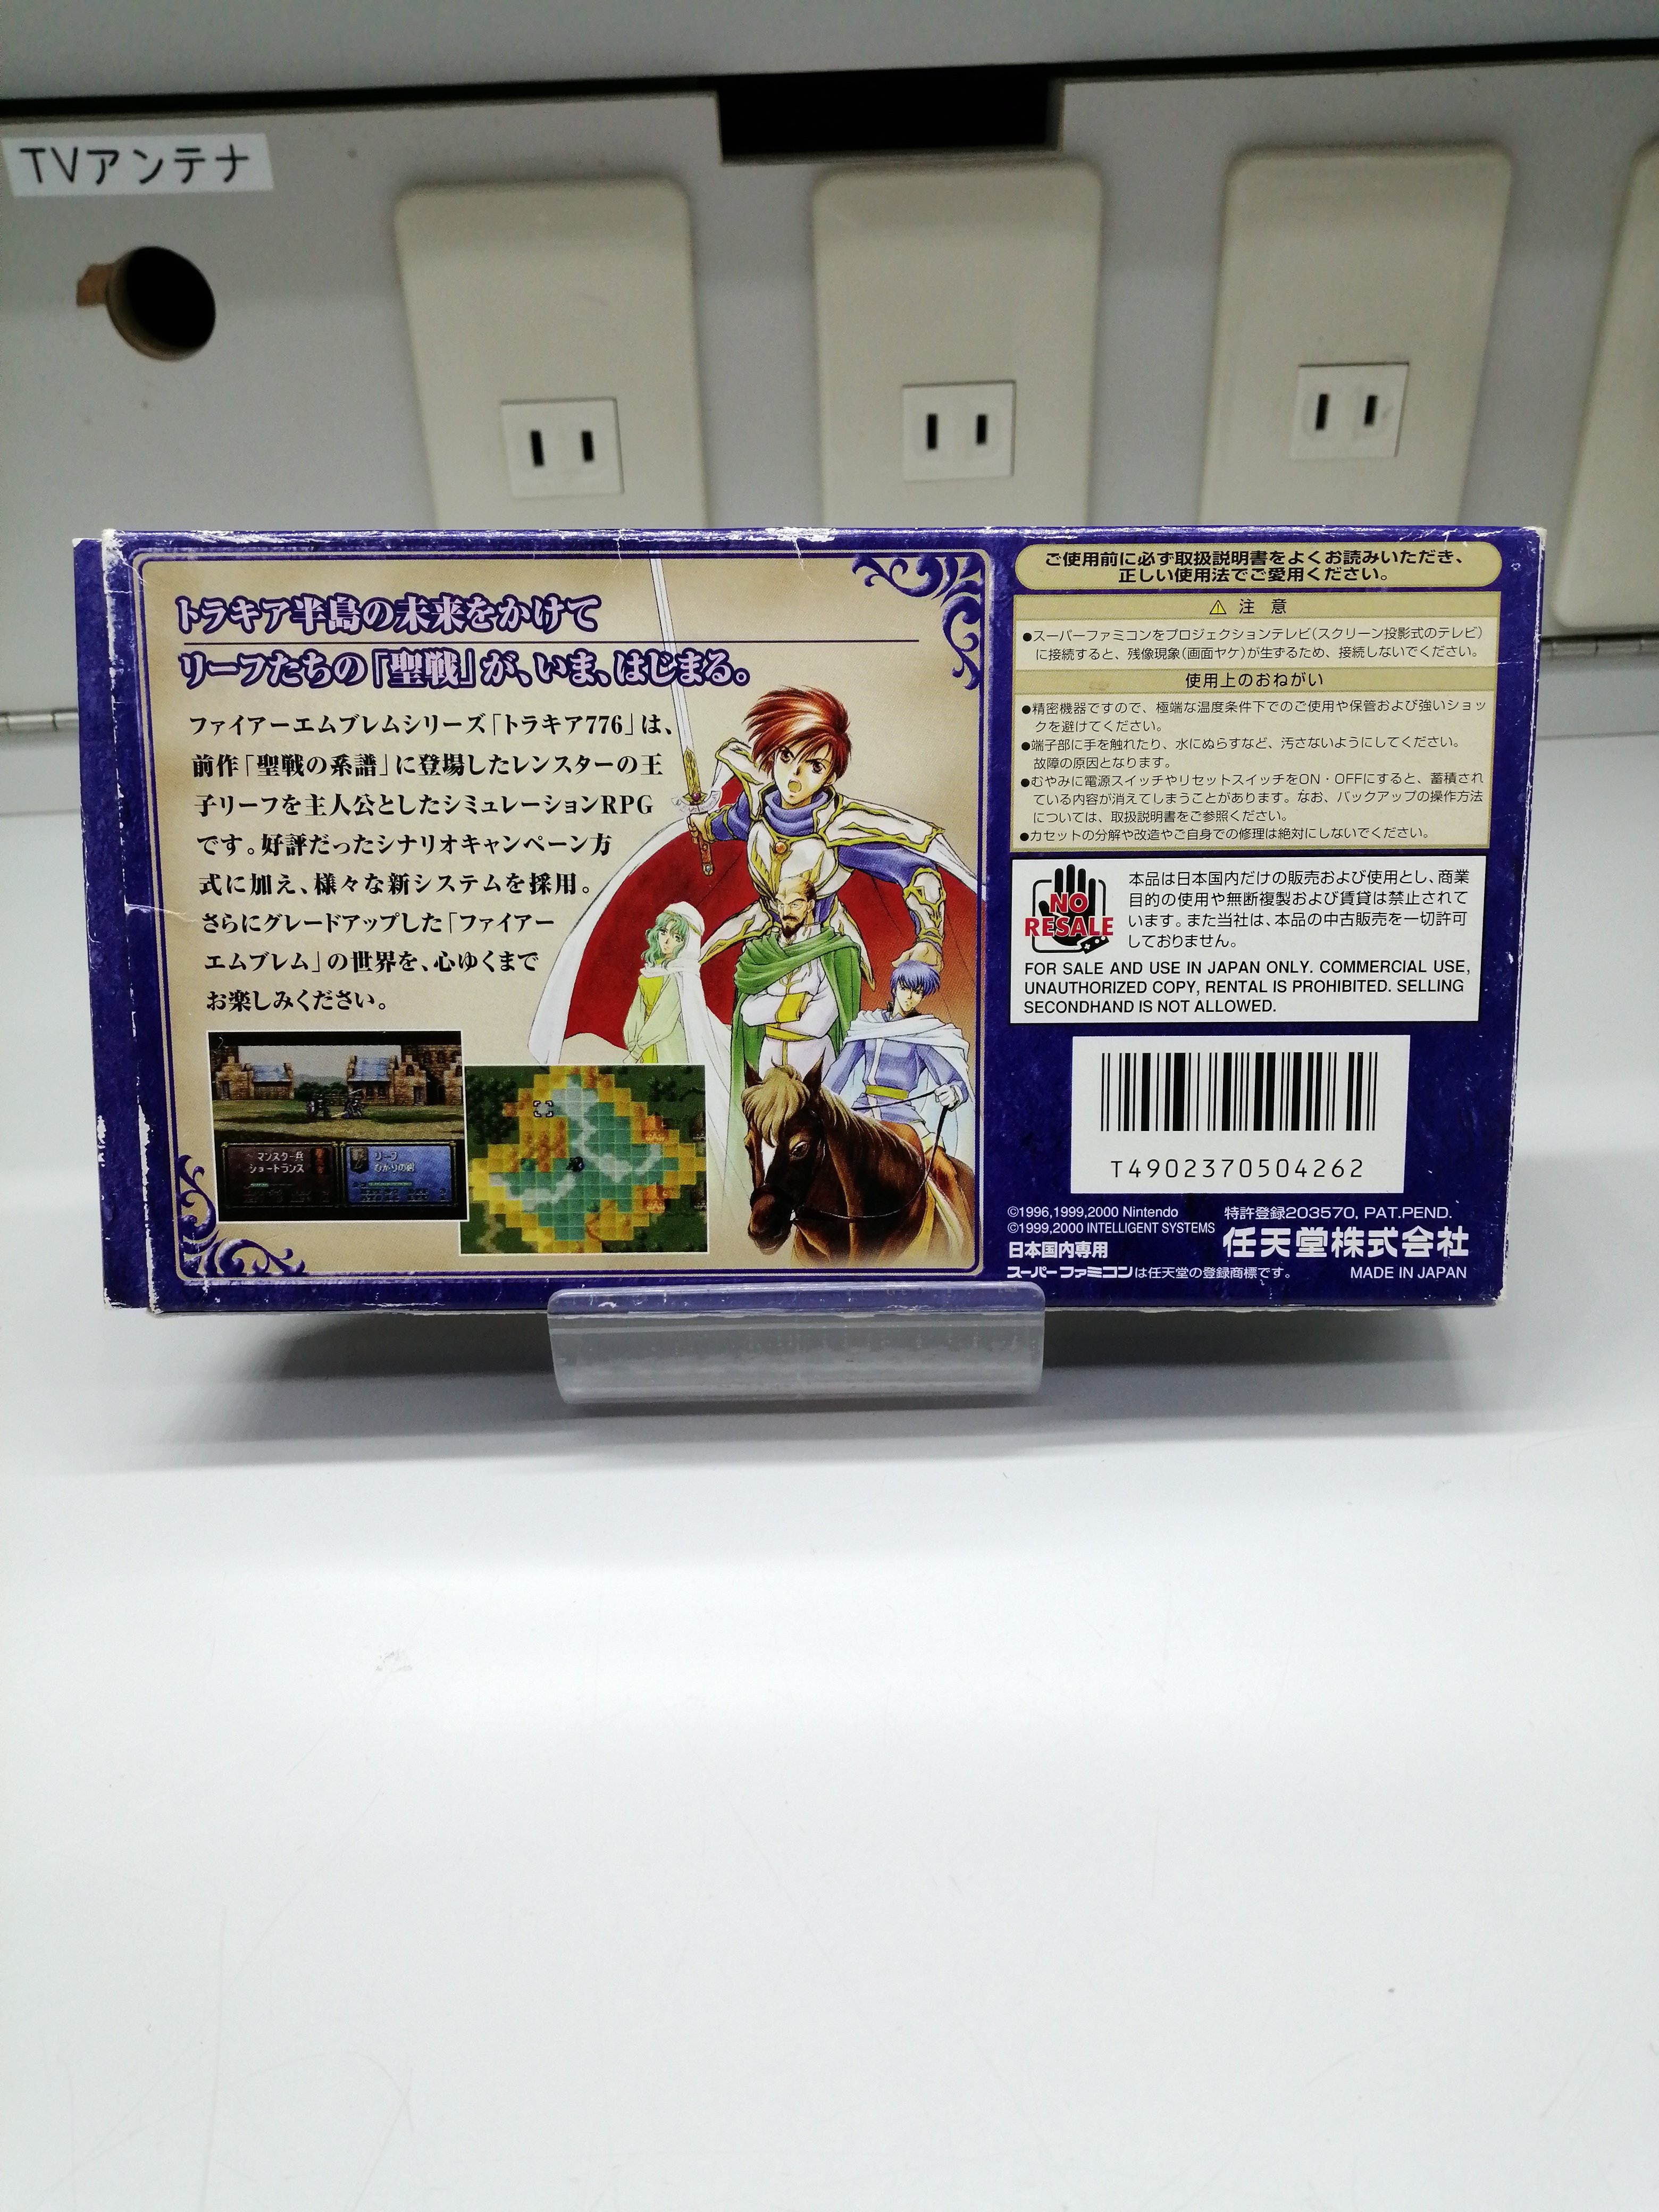 TVアンテナ
トラキア半島の未来をかけて
リーフたちの「聖戦」が、いま、はじまる。
ファイアーエムブレムシリーズ「トラキア776」は、
前作「聖戦の系譜」に登場したレンスターの王
子リーフを主人公としたシミュレーションRPG
です。好評だったシナリオキャンペーン方
式に加え、様々な新システムを採用。
さらにグレードアップした「ファイアー
エムブレム」の世界を、心ゆくまで
お楽しみください。
マンスター兵
ショートランス
リーフ
ひかりの剣
ご使用前に必ず取扱説明書をよくお読みいただき、
正しい使用法でご愛用ください。
⚠ 注 意
●スーパーファミコンをプロジェクションテレビ(スクリーン投影式のテレビ)
に接続すると、残像現象(画面ヤケ)が生ずるため、接続しないでください。
使用上のおねがい
●精密機器ですので、極端な温度条件下でのご使用や保管および強いショッ
クを避けてください。
●端子部に手を触れたり、水にぬらすなど、汚さないようにしてください。
故障の原因となります。
●むやみに電源スイッチやリセットスイッチをON・OFFにすると、蓄積され
ている内容が消えてしまうことがあります。なお、バックアップの操作方法
については、取扱説明書をご参照ください。
●カセットの分解や改造やご自身での修理は絶対にしないでください。
NO
RESALE
本品は日本国内だけの販売および使用とし、商業
目的の使用や無断複製および賃貸は禁止されて
います。また当社は、本品の中古販売を一切許可
しておりません。
FOR SALE AND USE IN JAPAN ONLY. COMMERCIAL USE,
UNAUTHORIZED COPY, RENTAL IS PROHIBITED. SELLING
SECONDHAND IS NOT ALLOWED.
T4902370504262
©1996,1999,2000 Nintendo
©1999,2000 INTELLIGENT SYSTEMS
特許登録203570, PAT.PEND.
日本国内専用
任天堂株式会社
スーパーファミコンは任天堂の登録商標です。
MADE IN JAPAN